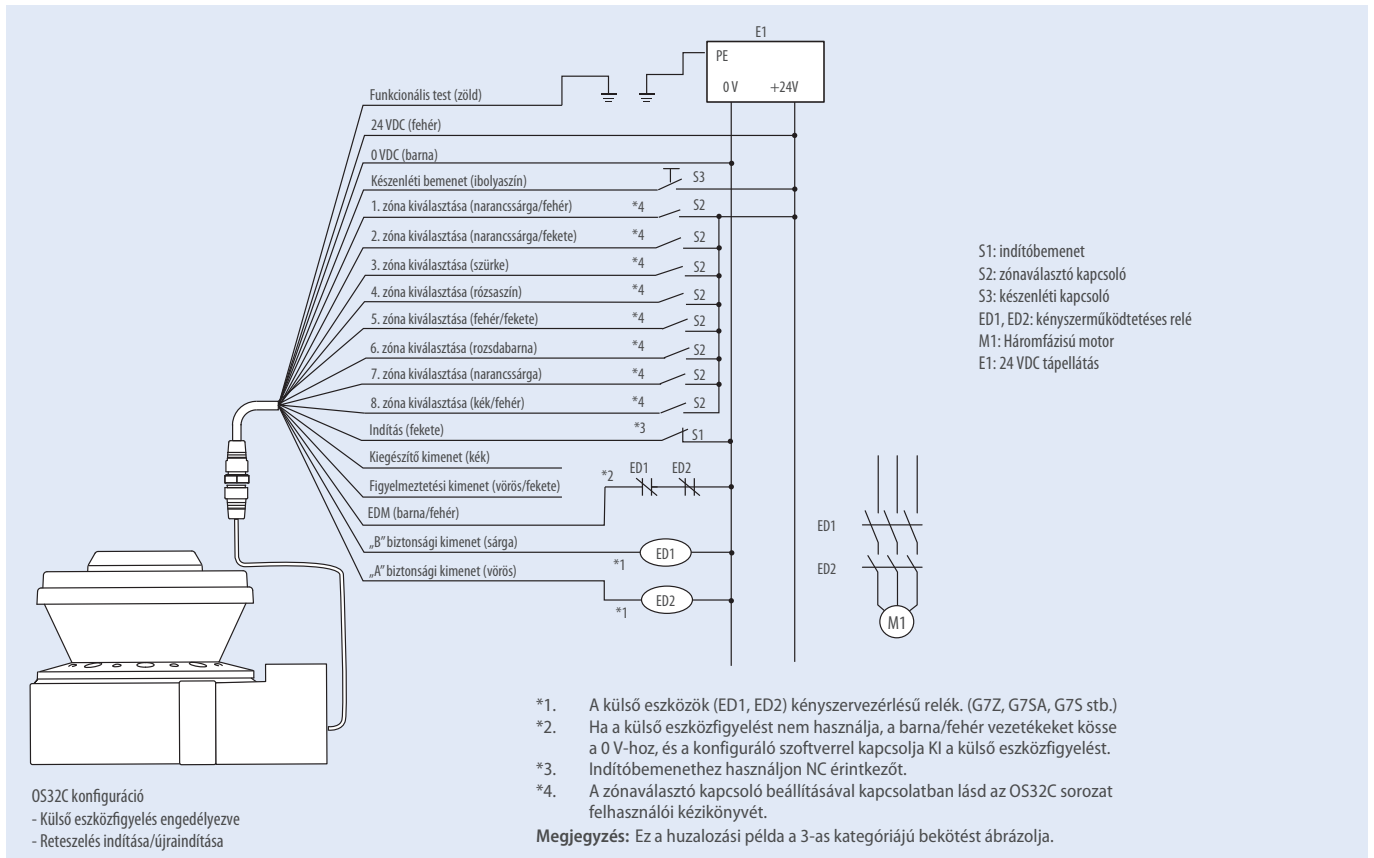 E1
PE
0 V +24V
Funkcionális test (zöld)
24 VDC (fehér)
0 VDC (barna)
Készenléti bemenet (ibolyaszín) S3
1. zóna kiválasztása (narancssárga/fehér) *4 S2
2. zóna kiválasztása (narancssárga/fekete) *4 S2
3. zóna kiválasztása (szürke) *4 S2
4. zóna kiválasztása (rózsaszín) *4 S2
5. zóna kiválasztása (fehér/fekete) *4 S2
6. zóna kiválasztása (rozsdabarna) *4 S2
7. zóna kiválasztása (narancssárga) *4 S2
8. zóna kiválasztása (kék/fehér) *4 S2
Indítás (fekete) *3 S1
Kiegészítő kimenet (kék)
Figyelmeztetési kimenet (vörös/fekete)
*2 ED1 ED2
EDM (barna/fehér)
„B” biztonsági kimenet (sárga) *1 ED1
„A” biztonsági kimenet (vörös) *1 ED2
S1: indítóbemenet
S2: zónaválasztó kapcsoló
S3: készenléti kapcsoló
ED1, ED2: kényszerműködtetéses relé
M1: Háromfázisú motor
E1: 24 VDC tápellátás
ED1
ED2
M1
OS32C konfiguráció
- Külső eszközfigyelés engedélyezve
- Reteszelés indítása/újraindítása
*1. A külső eszközök (ED1, ED2) kényszervezérlésű relék. (G7Z, G7SA, G7S stb.)
*2. Ha a külső eszközfigyelést nem használja, a barna/fehér vezetékeket kösse
a 0 V-hoz, és a konfiguráló szoftverrel kapcsolja KI a külső eszközfigyelést.
*3. Indítóbemenethez használjon NC érintkezőt.
*4. A zónaválasztó kapcsoló beállításával kapcsolatban lásd az OS32C sorozat
felhasználói kézikönyvét.
Megjegyzés: Ez a huzalozási példa a 3-as kategóriájú bekötést ábrázolja.